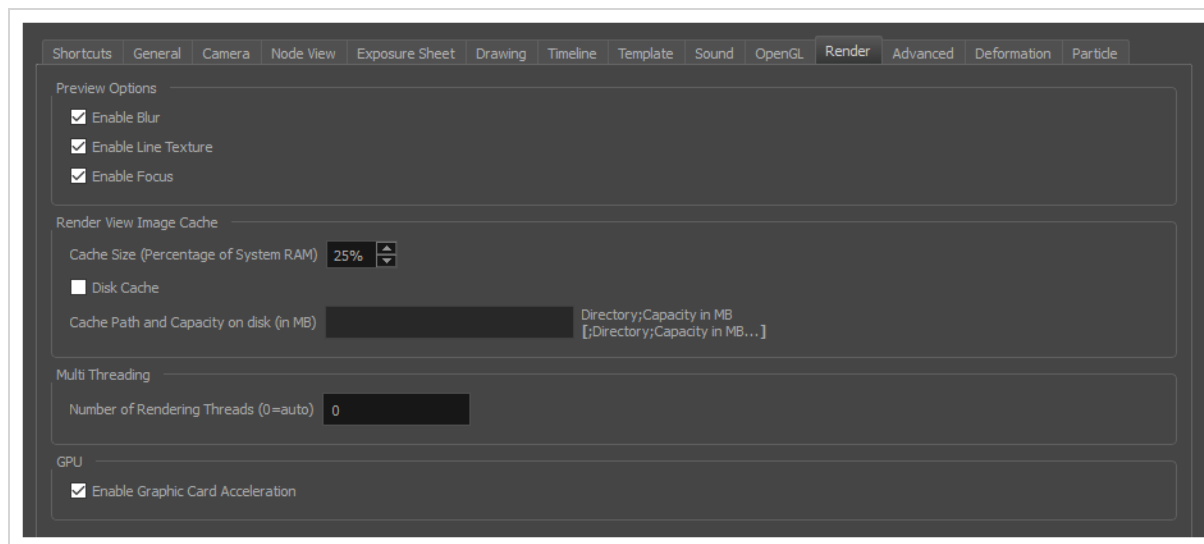 Shortcuts General Camera Node View Exposure Sheet Drawing Timeline Template Sound OpenGL Render Advanced Deformation Particle
Preview Options
Enable Blur
Enable Line Texture
Enable Focus
Render View Image Cache
Cache Size (Percentage of System RAM) 25%
Disk Cache
Cache Path and Capacity on disk (in MB) Directory;Capacity in MB
[;Directory;Capacity in MB...]
Multi Threading
Number of Rendering Threads (0=auto) 0
GPU
Enable Graphic Card Acceleration